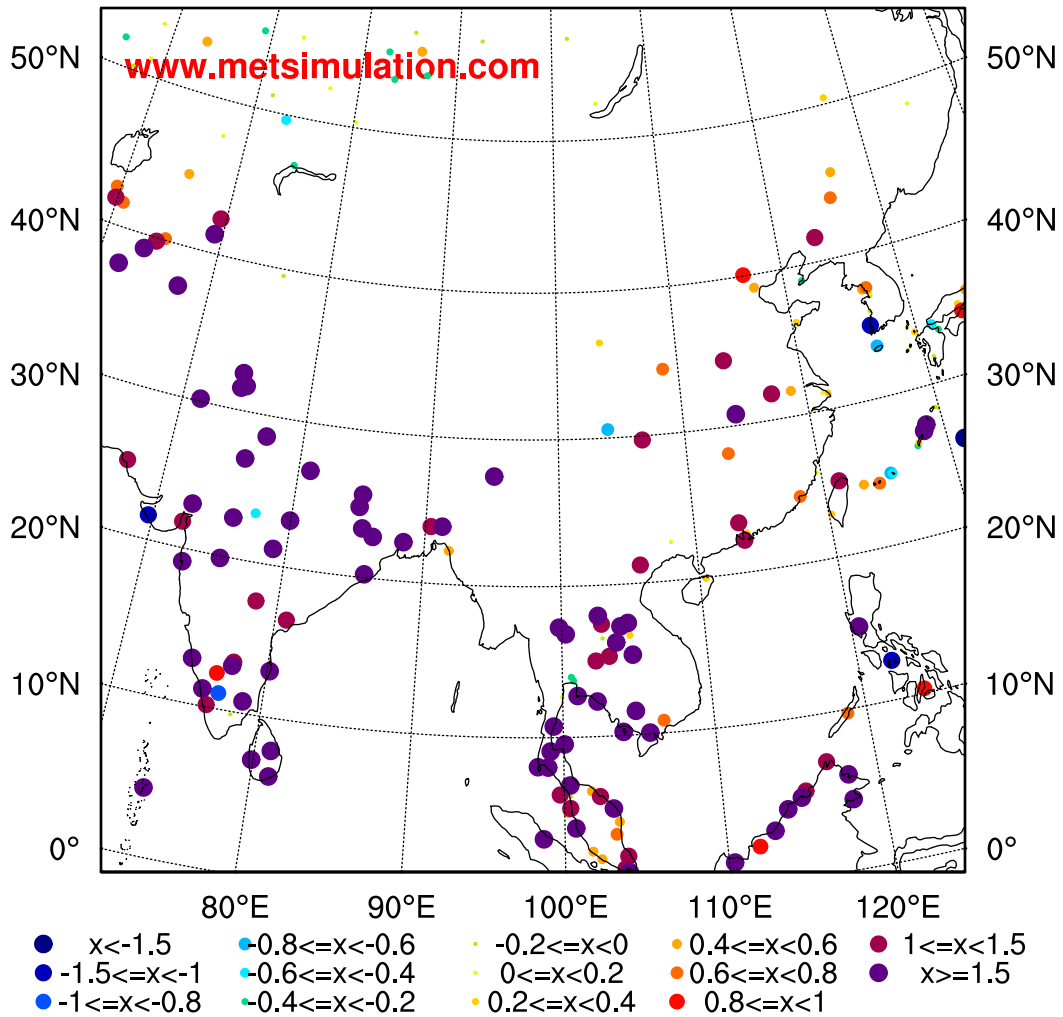 www.metsimulation.com
50°N 50°N
40°N 40°N
30°N 30°N
20°N 20°N
10°N 10°N
0° 0°
80°E 90°E 100°E 110°E 120°E
x<-1.5 -0.8<=x<-0.6 -0.2<=x<0 0.4<=x<0.6 1<=x<1.5
-1.5<=x<-1 -0.6<=x<-0.4 0<=x<0.2 0.6<=x<0.8 x>=1.5
-1<=x<-0.8 -0.4<=x<-0.2 0.2<=x<0.4 0.8<=x<1